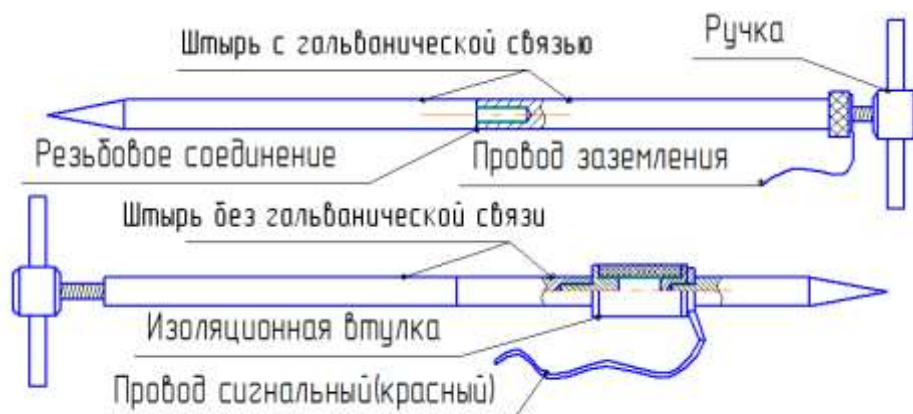 Штырь с гальванической связью
Ручка
Резьбовое соединение
Провод заземления
Штырь без гальванической связи
Изоляционная втулка
Провод сигнальный(красный)